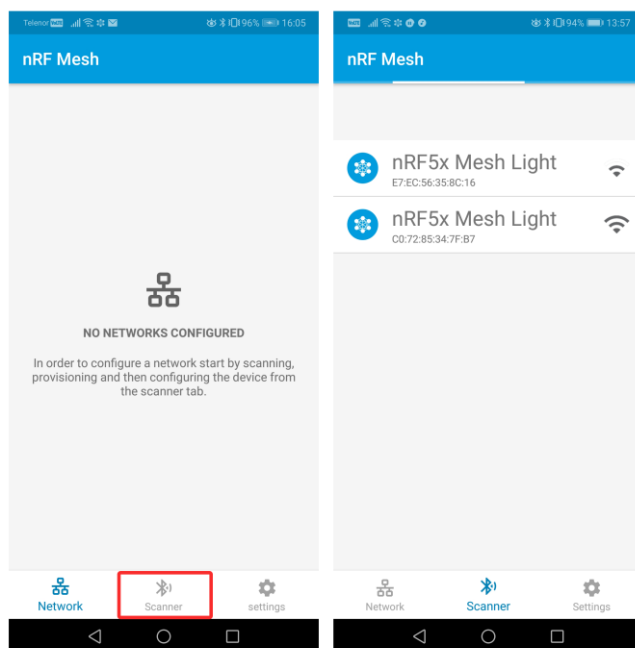 Telenor 96% 16:05
nRF Mesh
NO NETWORKS CONFIGURED
In order to configure a network start by scanning,
provisioning and then configuring the device from
the scanner tab.
Network Scanner settings
94% 13:57
nRF Mesh
nRF5x Mesh Light
E7:EC:56:35:8C:16
nRF5x Mesh Light
C0:72:85:34:7F:B7
Network Scanner Settings